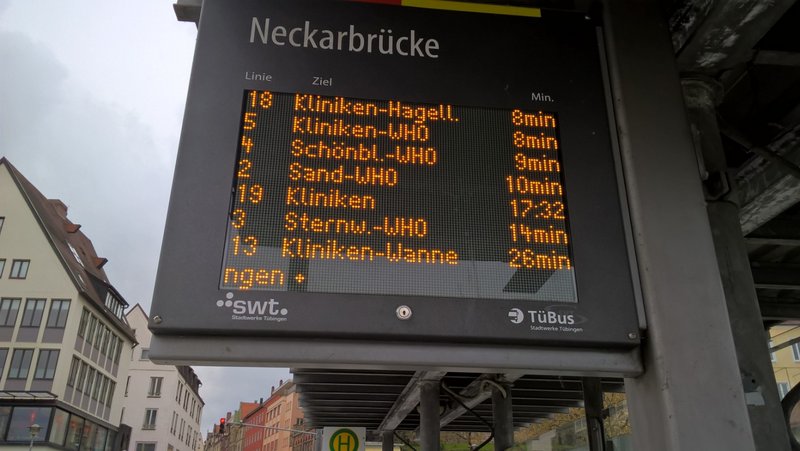 Neckarbrücke
Linie Ziel Min.
18 Kliniken-Hagell. 8min
5 Kliniken-WHO 8min
4 Schönbl.-WHO 9min
2 Sand-WHO 10min
19 Kliniken 17:32
3 Sternw.-WHO 14min
13 Kliniken-Wanne 26min
ngen +
swt.
Stadtwerke Tübingen
TüBus
Stadtwerke Tübingen
H